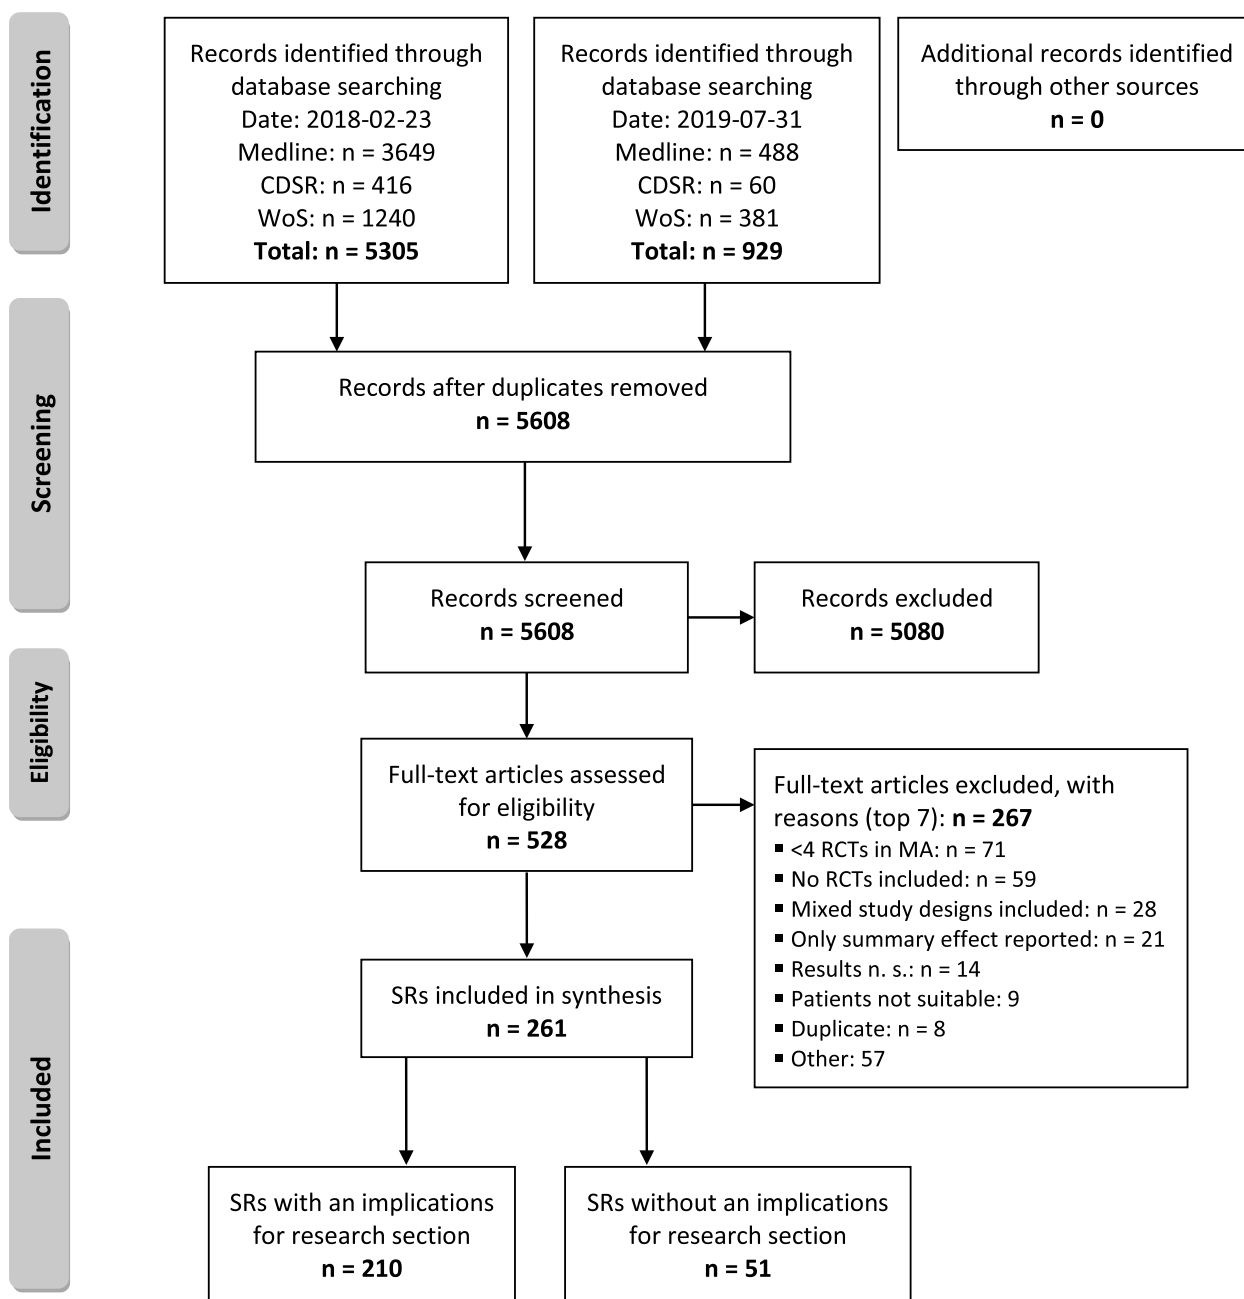 Identification
Records identified through
database searching
Date: 2018-02-23
Medline: n = 3649
CDSR: n = 416
WoS: n = 1240
Total: n = 5305
Records identified through
database searching
Date: 2019-07-31
Medline: n = 488
CDSR: n = 60
WoS: n = 381
Total: n = 929
Additional records identified
through other sources
n = 0
Screening
Records after duplicates removed
n = 5608
Records screened
n = 5608
Records excluded
n = 5080
Eligibility
Full-text articles assessed
for eligibility
n = 528
Full-text articles excluded, with
reasons (top 7): n = 267
▪ <4 RCTs in MA: n = 71
▪ No RCTs included: n = 59
▪ Mixed study designs included: n = 28
▪ Only summary effect reported: n = 21
▪ Results n. s.: n = 14
▪ Patients not suitable: 9
▪ Duplicate: n = 8
▪ Other: 57
Included
SRs included in synthesis
n = 261
SRs with an implications
for research section
n = 210
SRs without an implications
for research section
n = 51